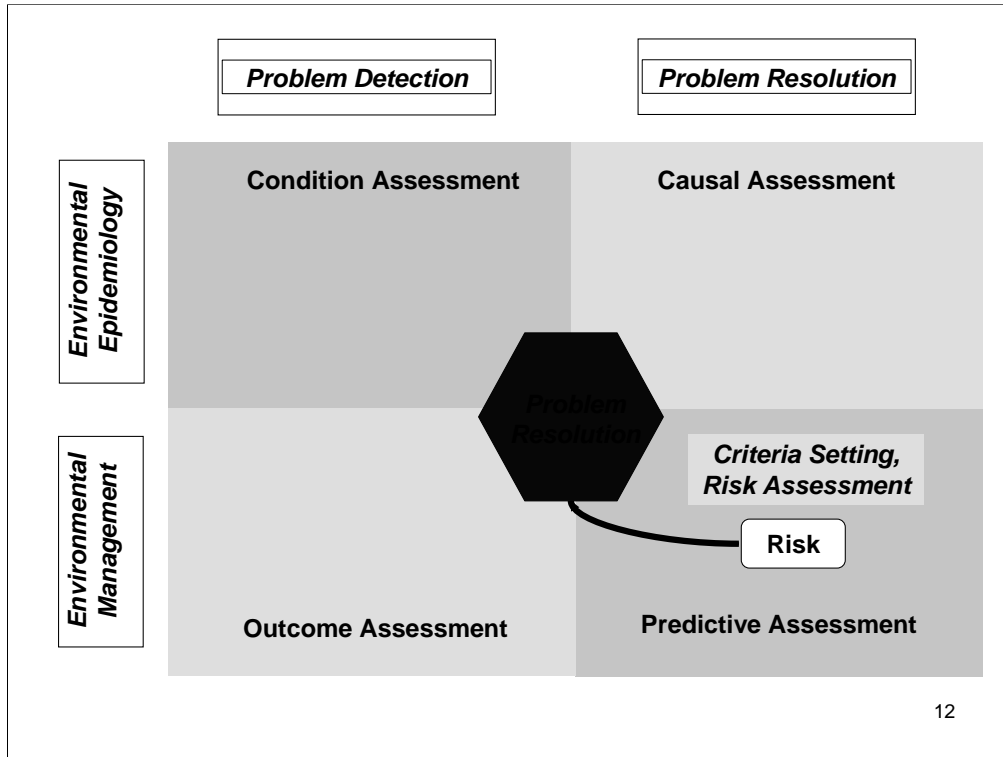 Problem Detection
Problem Resolution
Environmental
Epidemiology
Condition Assessment
Causal Assessment
Problem
Resolution
Environmental
Management
Criteria Setting,
Risk Assessment
Risk
Outcome Assessment
Predictive Assessment
12